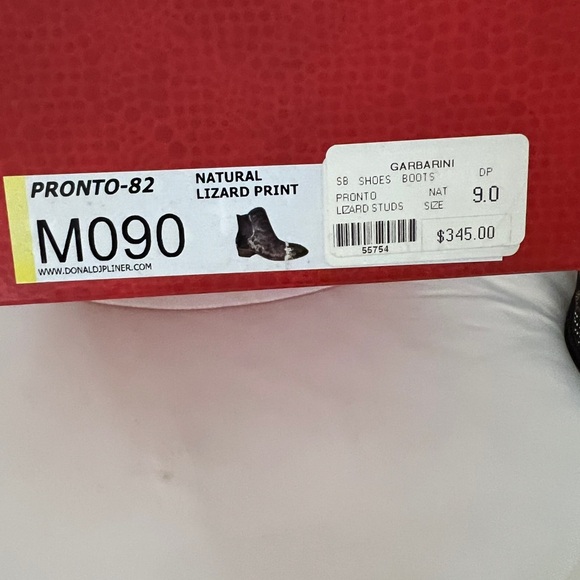 PRONTO-82
NATURAL
LIZARD PRINT
M090
WWW.DONALDJPLINER.COM
GARBARINI
SB SHOES BOOTS DP
PRONTO NAT 9.0
LIZARD STUDS SIZE
55754 $345.00